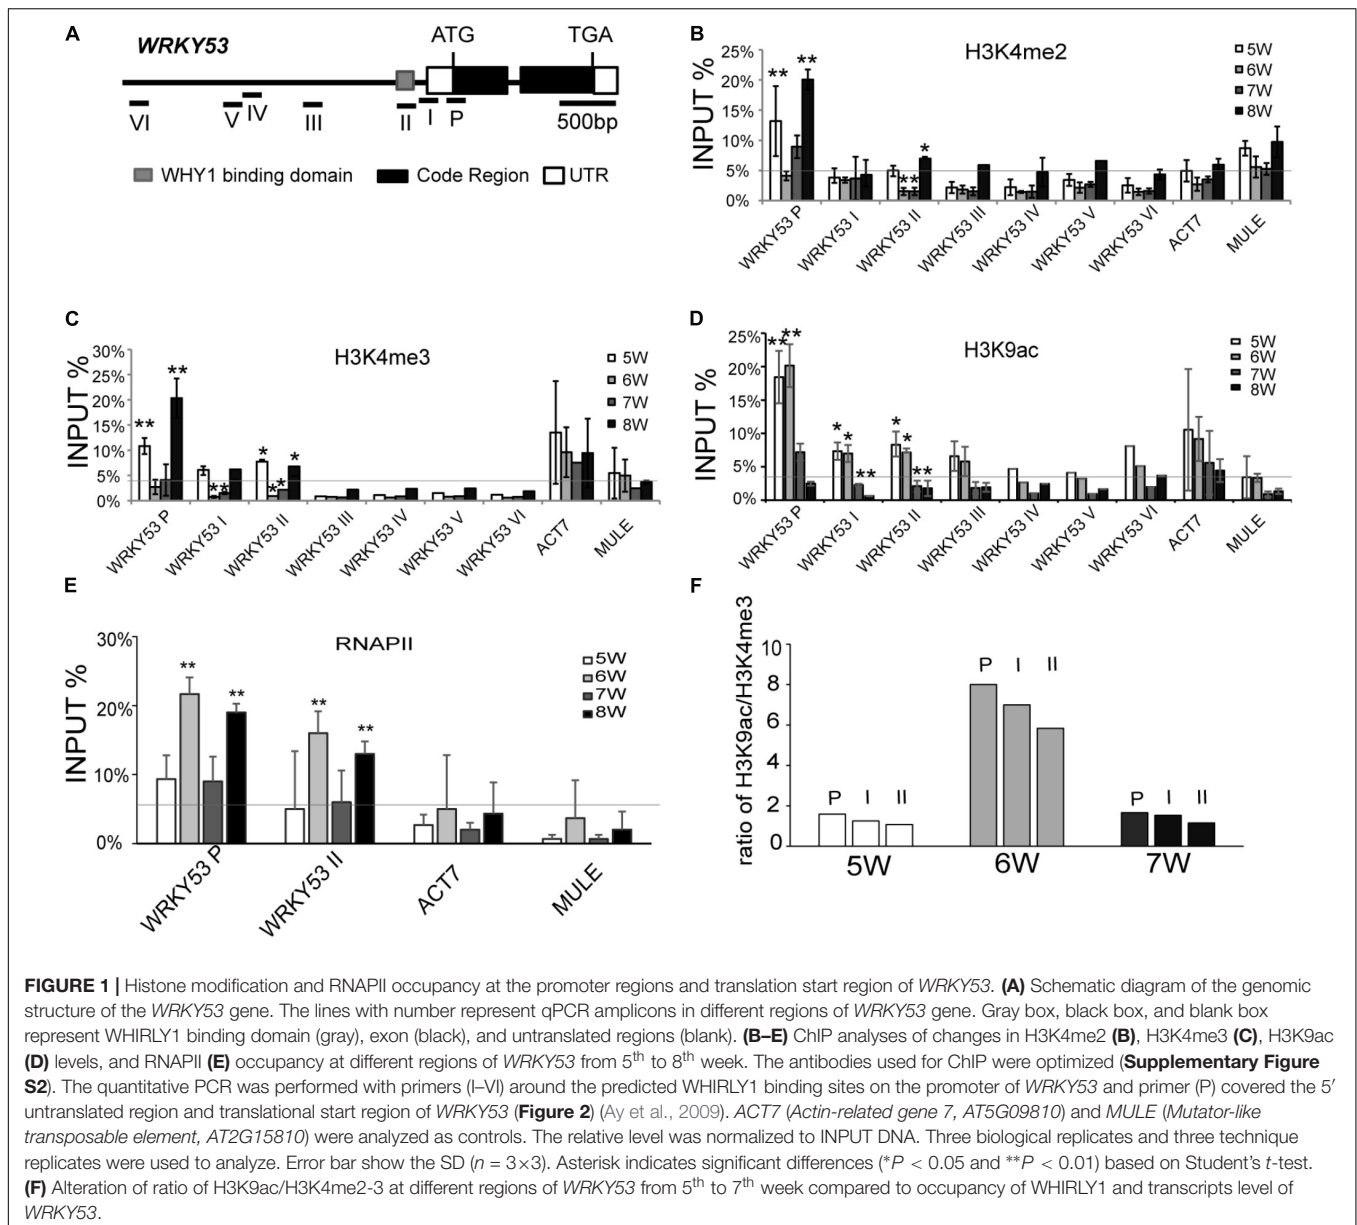 A
WRKY53
ATG
TGA
VI
V
IV
III
II
I
P
500bp
WHY1 binding domain
Code Region
UTR
B
H3K4me2
INPUT %
25%
20%
15%
10%
5%
0%
** ** ** *
5W
6W
7W
8W
WRKY53 P
WRKY53 I
WRKY53 II
WRKY53 III
WRKY53 IV
WRKY53 V
WRKY53 VI
ACT7
MULE
C
H3K4me3
INPUT %
30%
25%
20%
15%
10%
5%
0%
** ** ** * ** *
5W
6W
7W
8W
WRKY53 P
WRKY53 I
WRKY53 II
WRKY53 III
WRKY53 IV
WRKY53 V
WRKY53 VI
ACT7
MULE
D
H3K9ac
INPUT %
25%
20%
15%
10%
5%
0%
** ** * * ** * * **
5W
6W
7W
8W
WRKY53 P
WRKY53 I
WRKY53 II
WRKY53 III
WRKY53 IV
WRKY53 V
WRKY53 VI
ACT7
MULE
E
RNAPII
INPUT %
30%
20%
10%
0%
** ** ** **
5W
6W
7W
8W
WRKY53 P
WRKY53 II
ACT7
MULE
F
ratio of H3K9ac/H3K4me3
10
8
6
4
2
0
P I II
P I II
P I II
5W
6W
7W
FIGURE 1 | Histone modification and RNAPII occupancy at the promoter regions and translation start region of WRKY53. (A) Schematic diagram of the genomic
structure of the WRKY53 gene. The lines with number represent qPCR amplicons in different regions of WRKY53 gene. Gray box, black box, and blank box
represent WHIRLY1 binding domain (gray), exon (black), and untranslated regions (blank). (B–E) ChIP analyses of changes in H3K4me2 (B), H3K4me3 (C), H3K9ac
(D) levels, and RNAPII (E) occupancy at different regions of WRKY53 from 5th to 8th week. The antibodies used for ChIP were optimized (Supplementary Figure
S2). The quantitative PCR was performed with primers (I–VI) around the predicted WHIRLY1 binding sites on the promoter of WRKY53 and primer (P) covered the 5′
untranslated region and translational start region of WRKY53 (Figure 2) (Ay et al., 2009). ACT7 (Actin-related gene 7, AT5G09810) and MULE (Mutator-like
transposable element, AT2G15810) were analyzed as controls. The relative level was normalized to INPUT DNA. Three biological replicates and three technique
replicates were used to analyze. Error bar show the SD (n = 3×3). Asterisk indicates significant differences (*P < 0.05 and **P < 0.01) based on Student's t-test.
(F) Alteration of ratio of H3K9ac/H3K4me2-3 at different regions of WRKY53 from 5th to 7th week compared to occupancy of WHIRLY1 and transcripts level of
WRKY53.